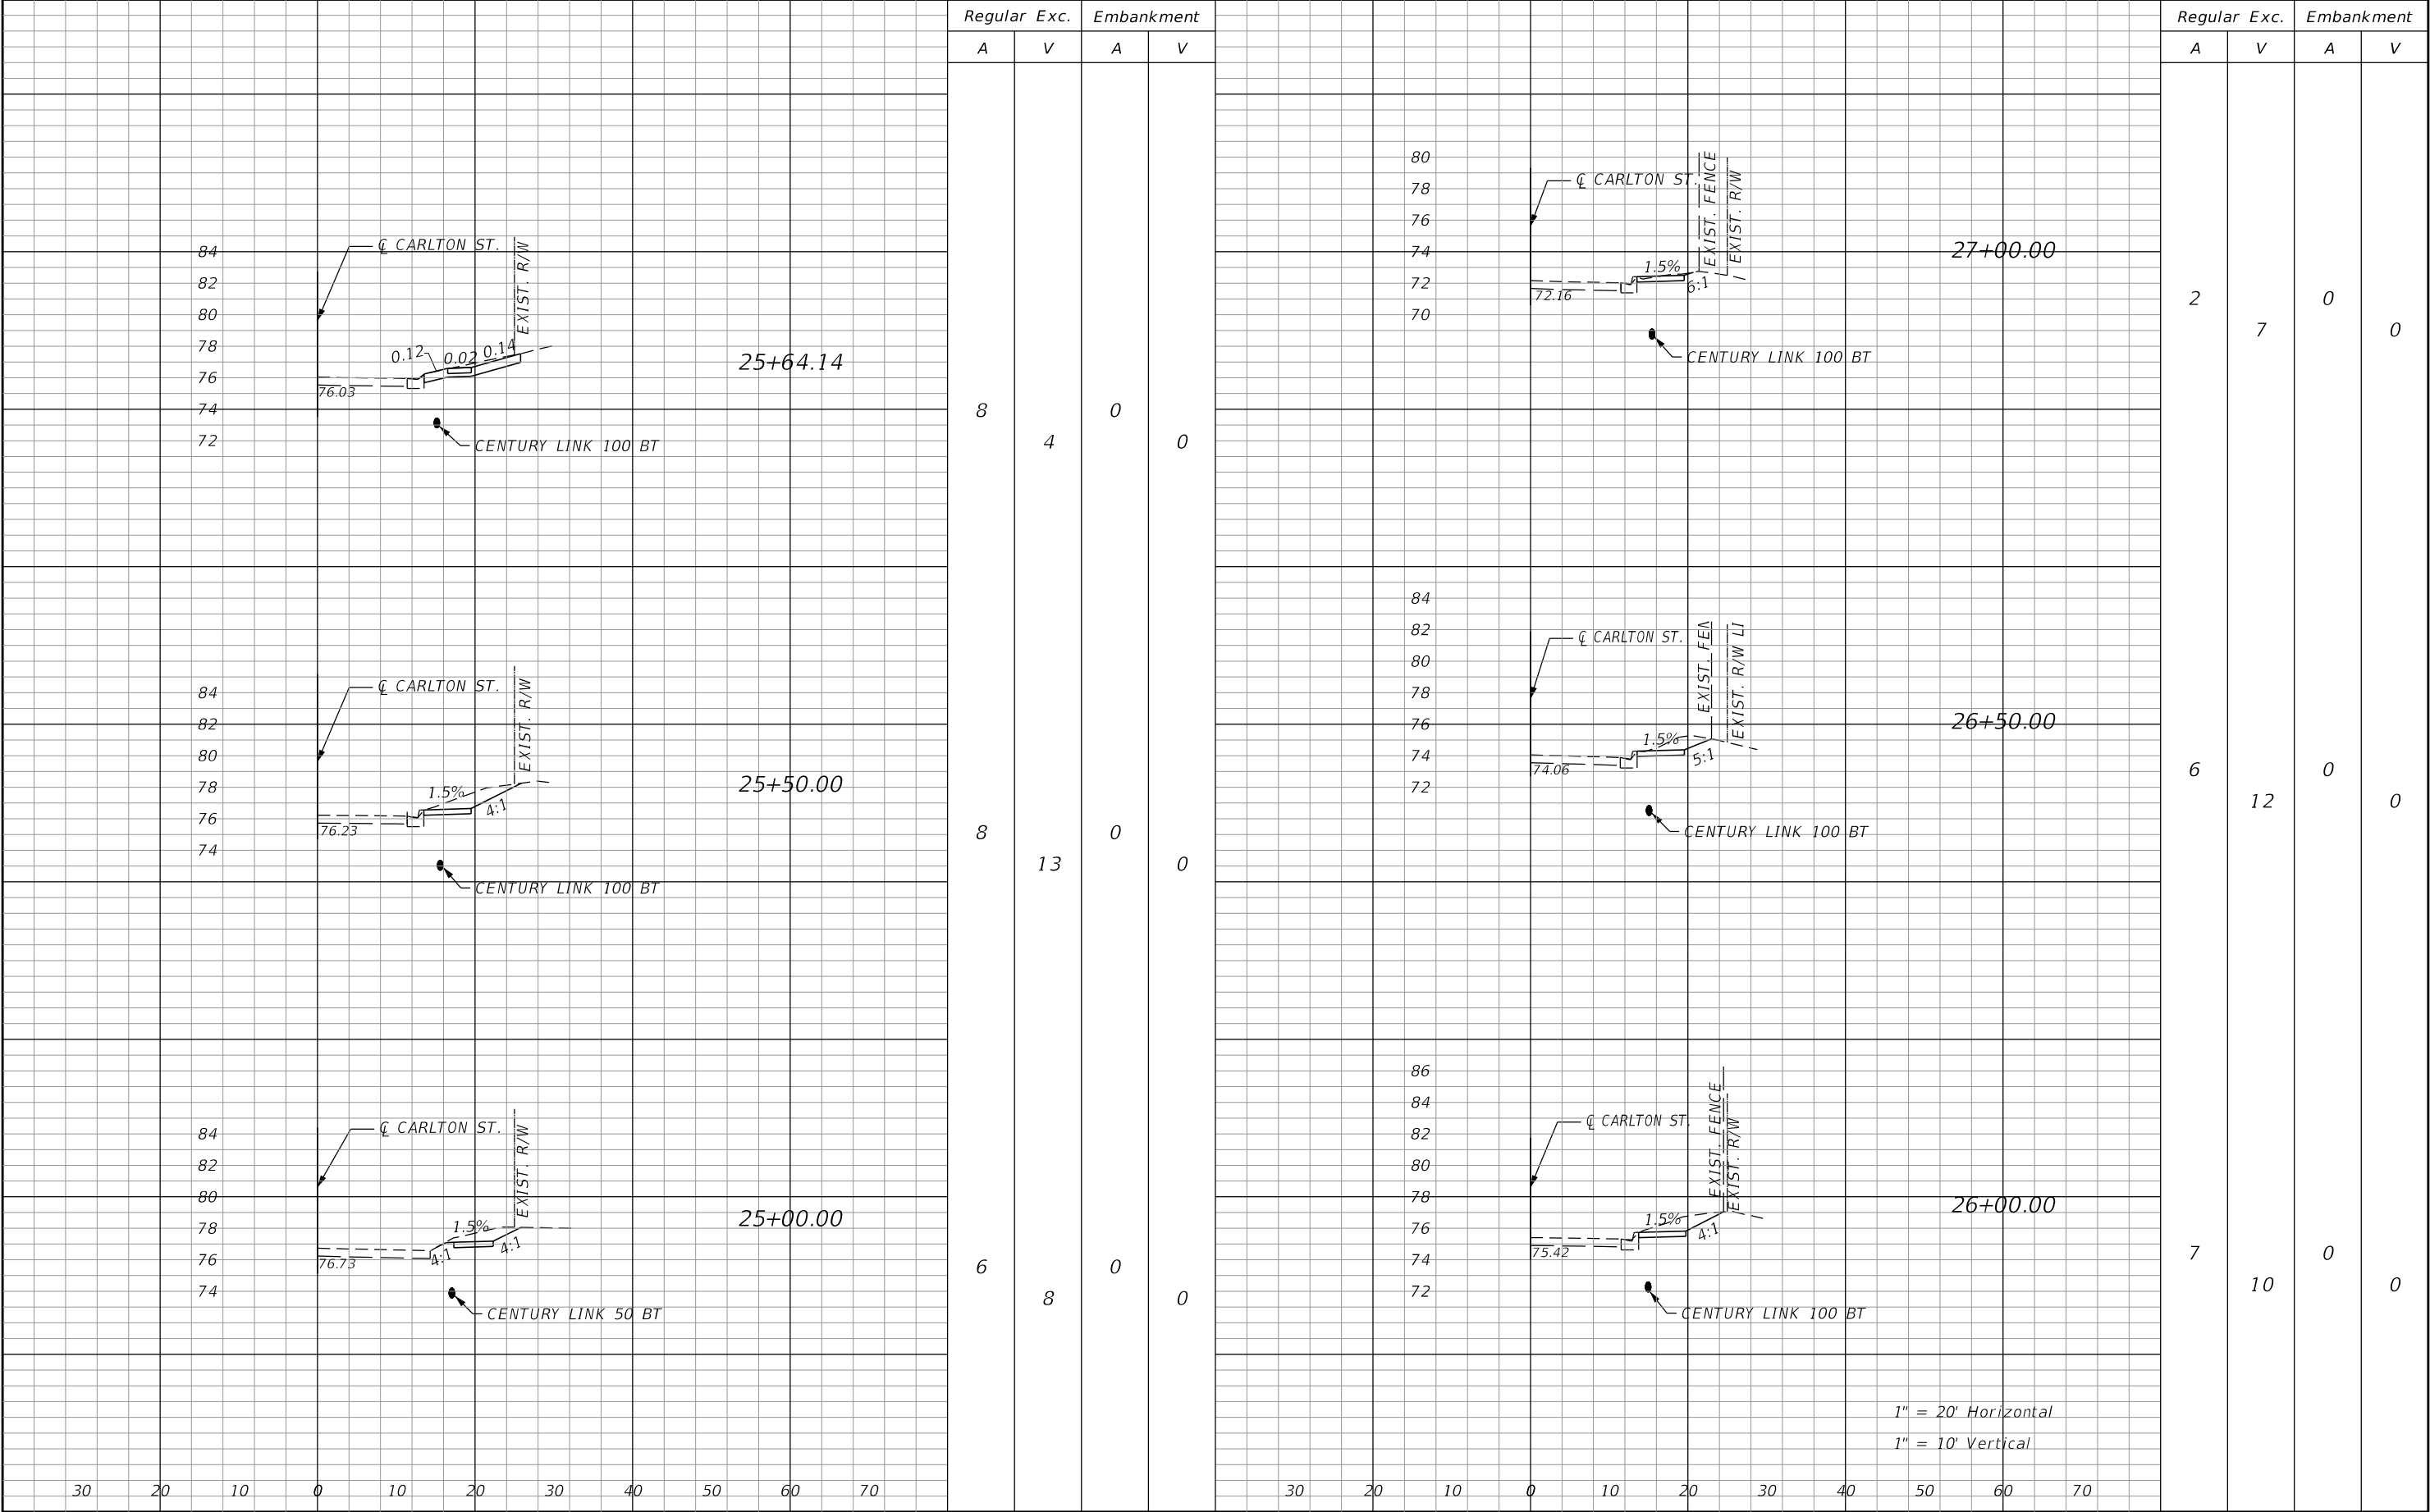 Regular Exc. Embankment
A V A V
84
82
80
78
76
74
72
℄ CARLTON ST.
EXIST. R/W
0.12
0.02
0.14
76.03
CENTURY LINK 100 BT
25+64.14
8 0
4 0
84
82
80
78
76
74
℄ CARLTON ST.
EXIST. R/W
1.5%
4:1
76.23
CENTURY LINK 100 BT
25+50.00
8 0
13 0
84
82
80
78
76
74
℄ CARLTON ST.
EXIST. R/W
1.5%
4:1
4:1
76.73
CENTURY LINK 50 BT
25+00.00
6 0
8 0
30 20 10 0 10 20 30 40 50 60 70
Regular Exc. Embankment
A V A V
80
78
76
74
72
70
℄ CARLTON ST.
EXIST. FENCE
EXIST. R/W
1.5%
6:1
72.16
CENTURY LINK 100 BT
27+00.00
2 0
7 0
84
82
80
78
76
74
72
℄ CARLTON ST.
EXIST. FEN
EXIST. R/W LI
1.5%
5:1
74.06
CENTURY LINK 100 BT
26+50.00
6 0
12 0
86
84
82
80
78
76
74
72
℄ CARLTON ST.
EXIST. FENCE
EXIST. R/W
1.5%
4:1
75.42
CENTURY LINK 100 BT
26+00.00
7 0
10 0
1" = 20' Horizontal
1" = 10' Vertical
30 20 10 0 10 20 30 40 50 60 70